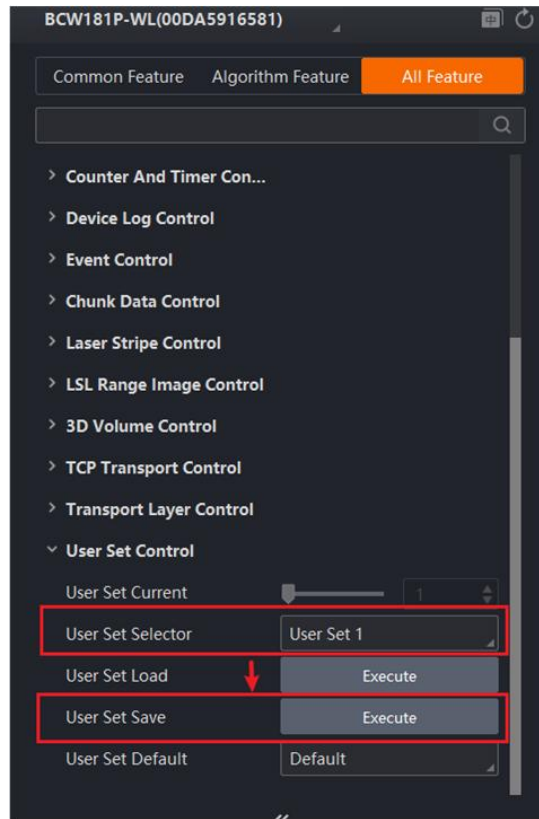 BCW181P-WL(00DA5916581) 中
Common Feature Algorithm Feature All Feature
> Counter And Timer Con...
> Device Log Control
> Event Control
> Chunk Data Control
> Laser Stripe Control
> LSL Range Image Control
> 3D Volume Control
> TCP Transport Control
> Transport Layer Control
User Set Control
User Set Current 1
User Set Selector User Set 1
User Set Load Execute
User Set Save Execute
User Set Default Default